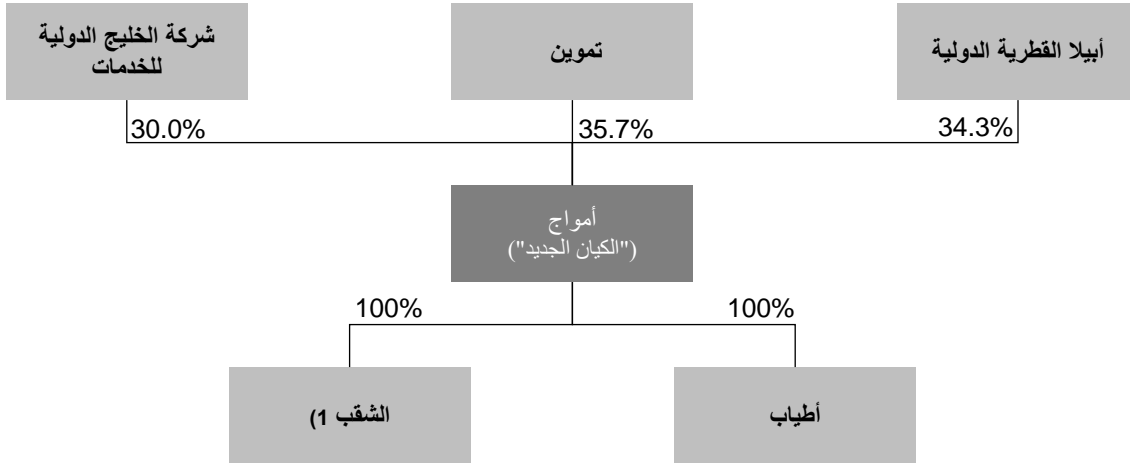 شركة الخليج الدولية
للخدمات
تموين
أبيلا القطرية الدولية
30.0%
35.7%
34.3%
أمواج
("الكيان الجديد")
100%
100%
الشقب 1)
أطياب